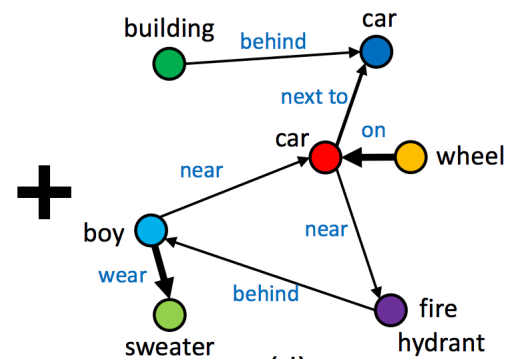 building
behind
car
next to
car
on
wheel
near
boy
near
wear
behind
fire
hydrant
sweater